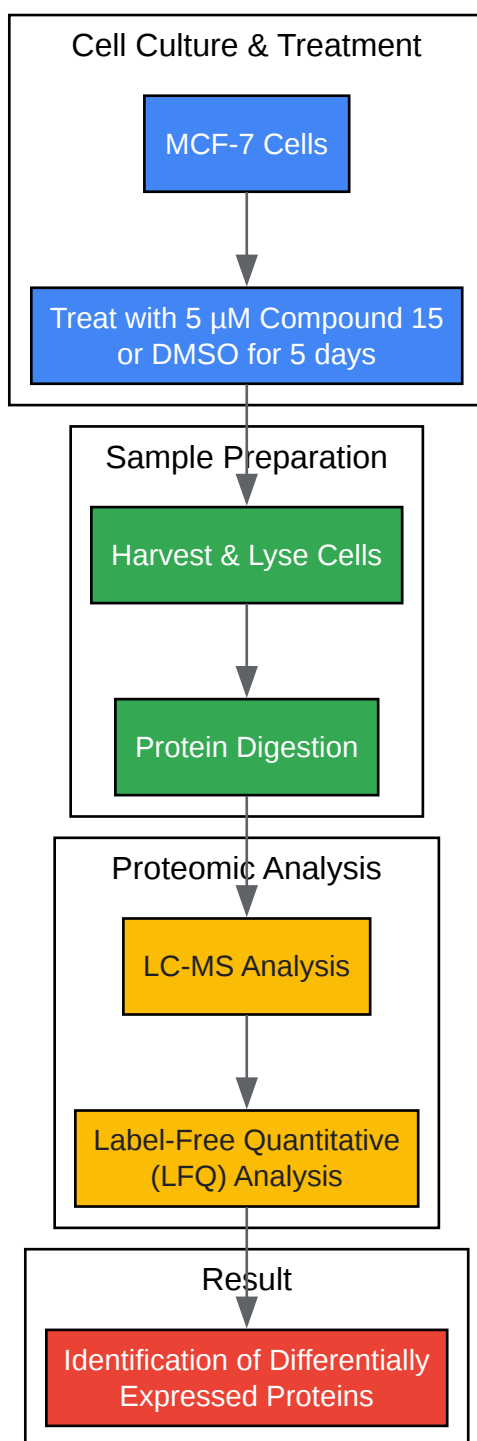 Cell Culture & Treatment
MCF-7 Cells
Treat with 5 µM Compound 15
or DMSO for 5 days
Sample Preparation
Harvest & Lyse Cells
Protein Digestion
Proteomic Analysis
LC-MS Analysis
Label-Free Quantitative
(LFQ) Analysis
Result
Identification of Differentially
Expressed Proteins